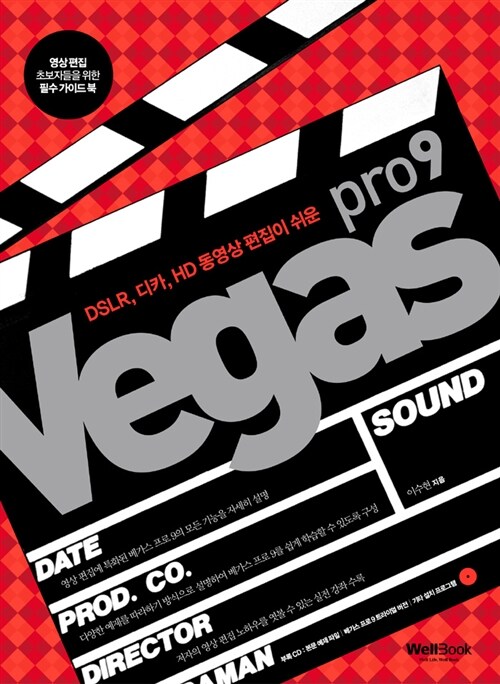 영상 편집
초보자들을 위한
필수 가이드 북
pro9
DSLR, 디카, HD 동영상 편집이 쉬운
Vegas
SOUND
이수현 지음
DATE
영상 편집에 특화된 베가스 프로 9의 모든 기능을 자세히 설명
PROD. CO.
다양한 예제를 따라하기 방식으로 설명하여 베가스 프로 9를 쉽게 학습할 수 있도록 구성
DIRECTOR
저자의 영상 편집 노하우를 엿볼 수 있는 실전 강좌 수록
RAMAN
부록 CD : 본문 예제 파일 | 베가스 프로 9 트라이얼 버전 | 기타 설치 프로그램
WellBook